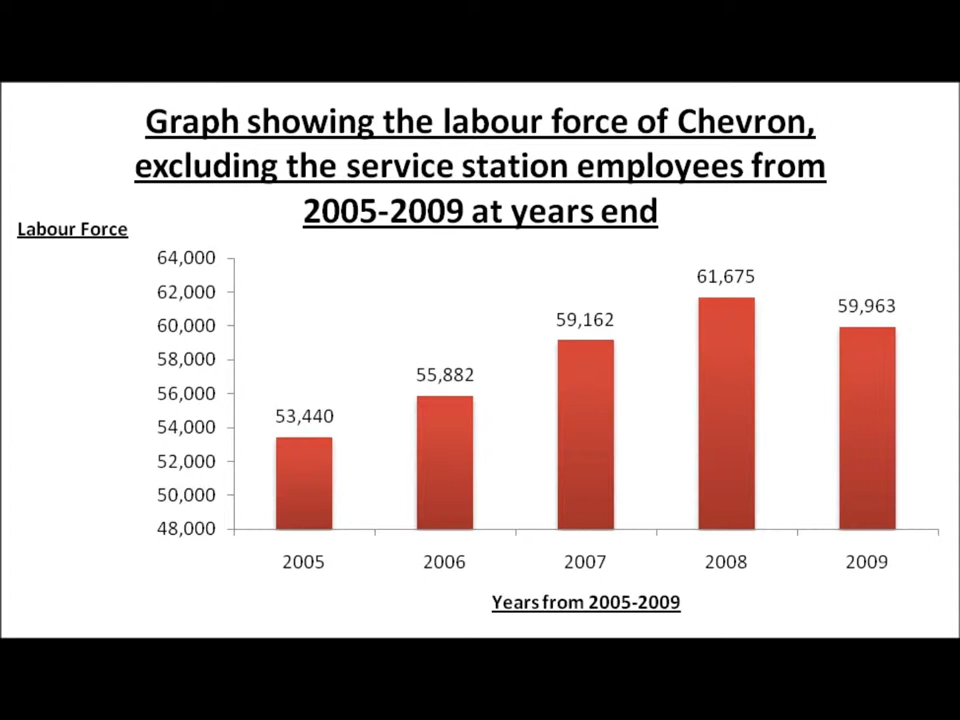 Graph showing the labour force of Chevron,
excluding the service station employees from
2005-2009 at years end
Labour Force
64,000
62,000
60,000
58,000
56,000
54,000
52,000
50,000
48,000
53,440
55,882
59,162
61,675
59,963
2005 2006 2007 2008 2009
Years from 2005-2009